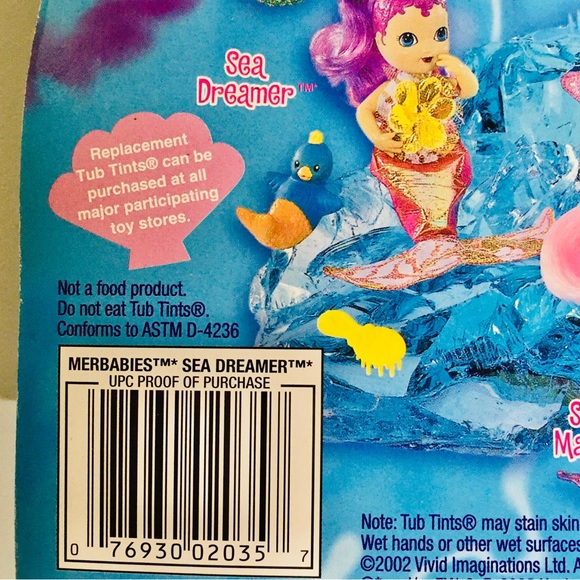 Sea
Dreamer™
Replacement
Tub Tints® can be
purchased at all
major participating
toy stores.
Not a food product.
Do not eat Tub Tints®.
Conforms to ASTM D-4236
MERBABIES™* SEA DREAMER™*
UPC PROOF OF PURCHASE
0 76930 02035 7
S
Ma
Note: Tub Tints® may stain skin
Wet hands or other wet surfaces
©2002 Vivid Imaginations Ltd. A